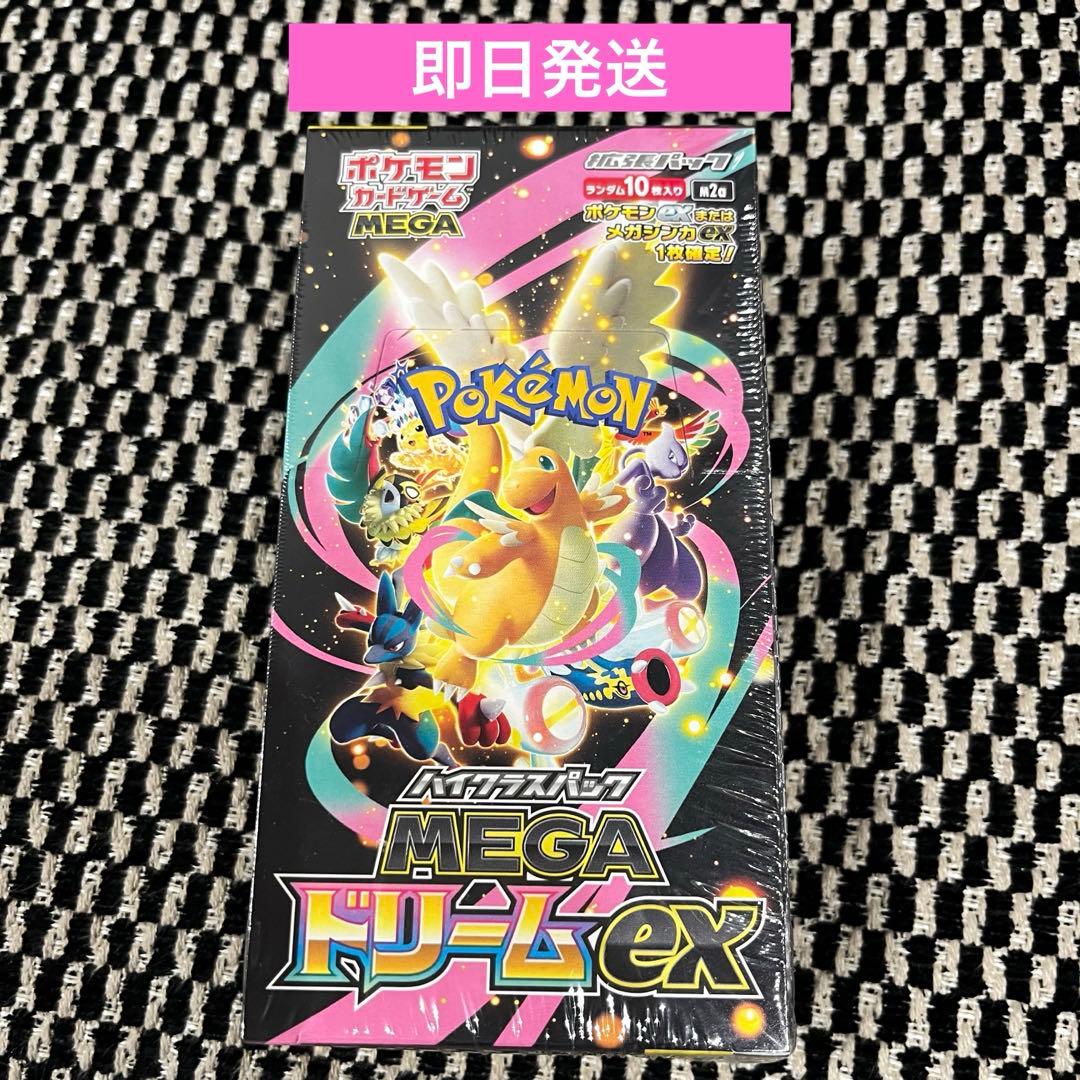 即日発送
ポケモン
カードゲーム
MEGA
拡張パック
ランダム10枚入り M2a
ポケモンexまたは
メガシンカex
1枚確定!
POKéMON
TM
ハイクラスパック
MEGA
ドリームex